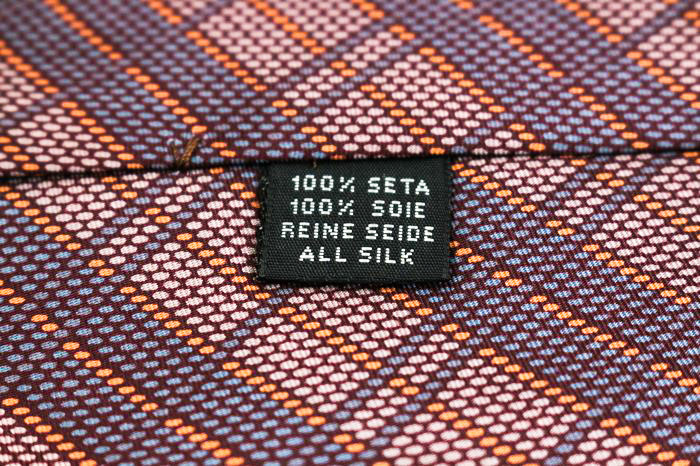 100% SETA
100% SOIE
REINE SEIDE
ALL SILK